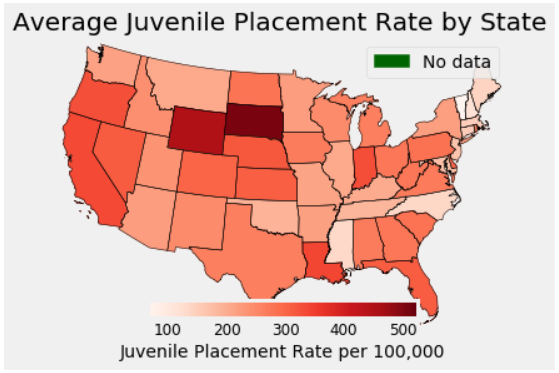 Average Juvenile Placement Rate by State
No data
100 200 300 400 500
Juvenile Placement Rate per 100,000